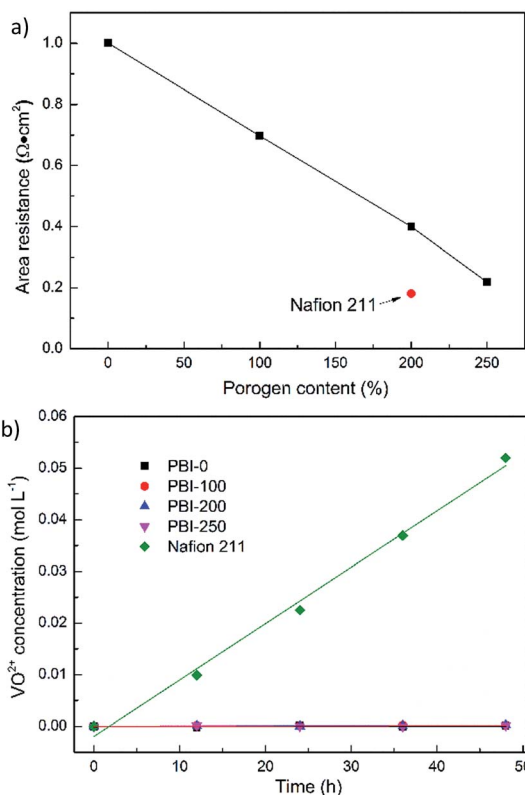 a)
Area resistance (Ω•cm²)
1.0
0.8
0.6
0.4
0.2
0.0
Nafion 211
0
50
100
150
200
250
Porogen content (%)
b)
VO²⁺ concentration (mol L⁻¹)
0.06
0.05
0.04
0.03
0.02
0.01
0.00
PBI-0
PBI-100
PBI-200
PBI-250
Nafion 211
0
10
20
30
40
50
Time (h)